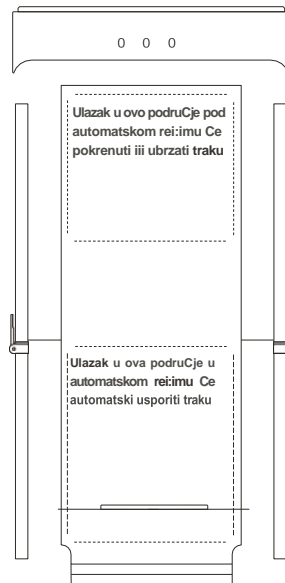 0 0 0
Ulazak u ovo područCje pod
automatskom rei:imu Ce
pokrenuti iii ubrzati traku
Ulazak u ova podruCje u
automatskom rei:imu Ce
automatski usporiti traku